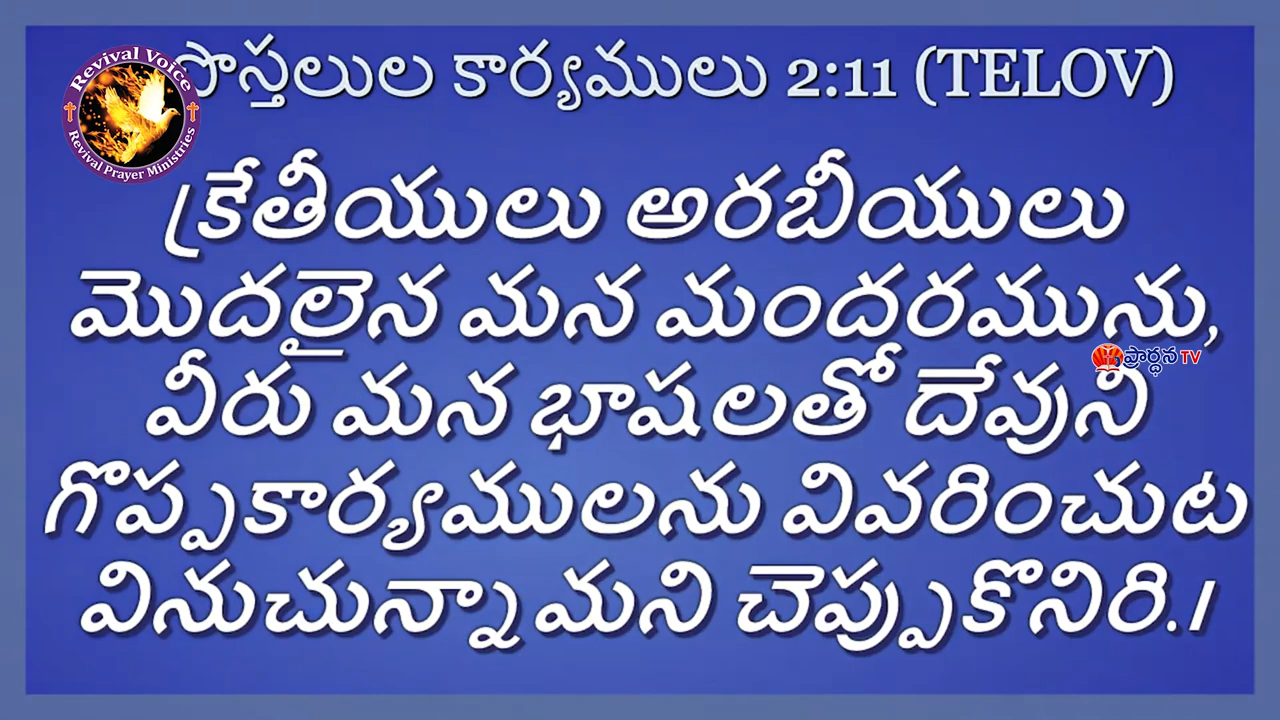 Revival Voice
Revival Prayer Ministries
పొస్తలుల కార్యములు 2:11 (TELOV)
క్రేతీయులు అరబీయులు
మొదలైన మన మందరమును,
ప్రార్థన TV
వీరు మన భాషలతో దేవుని
గొప్పకార్యములను వివరించుట
వినుచున్నామని చెప్పుకొనిరి.I